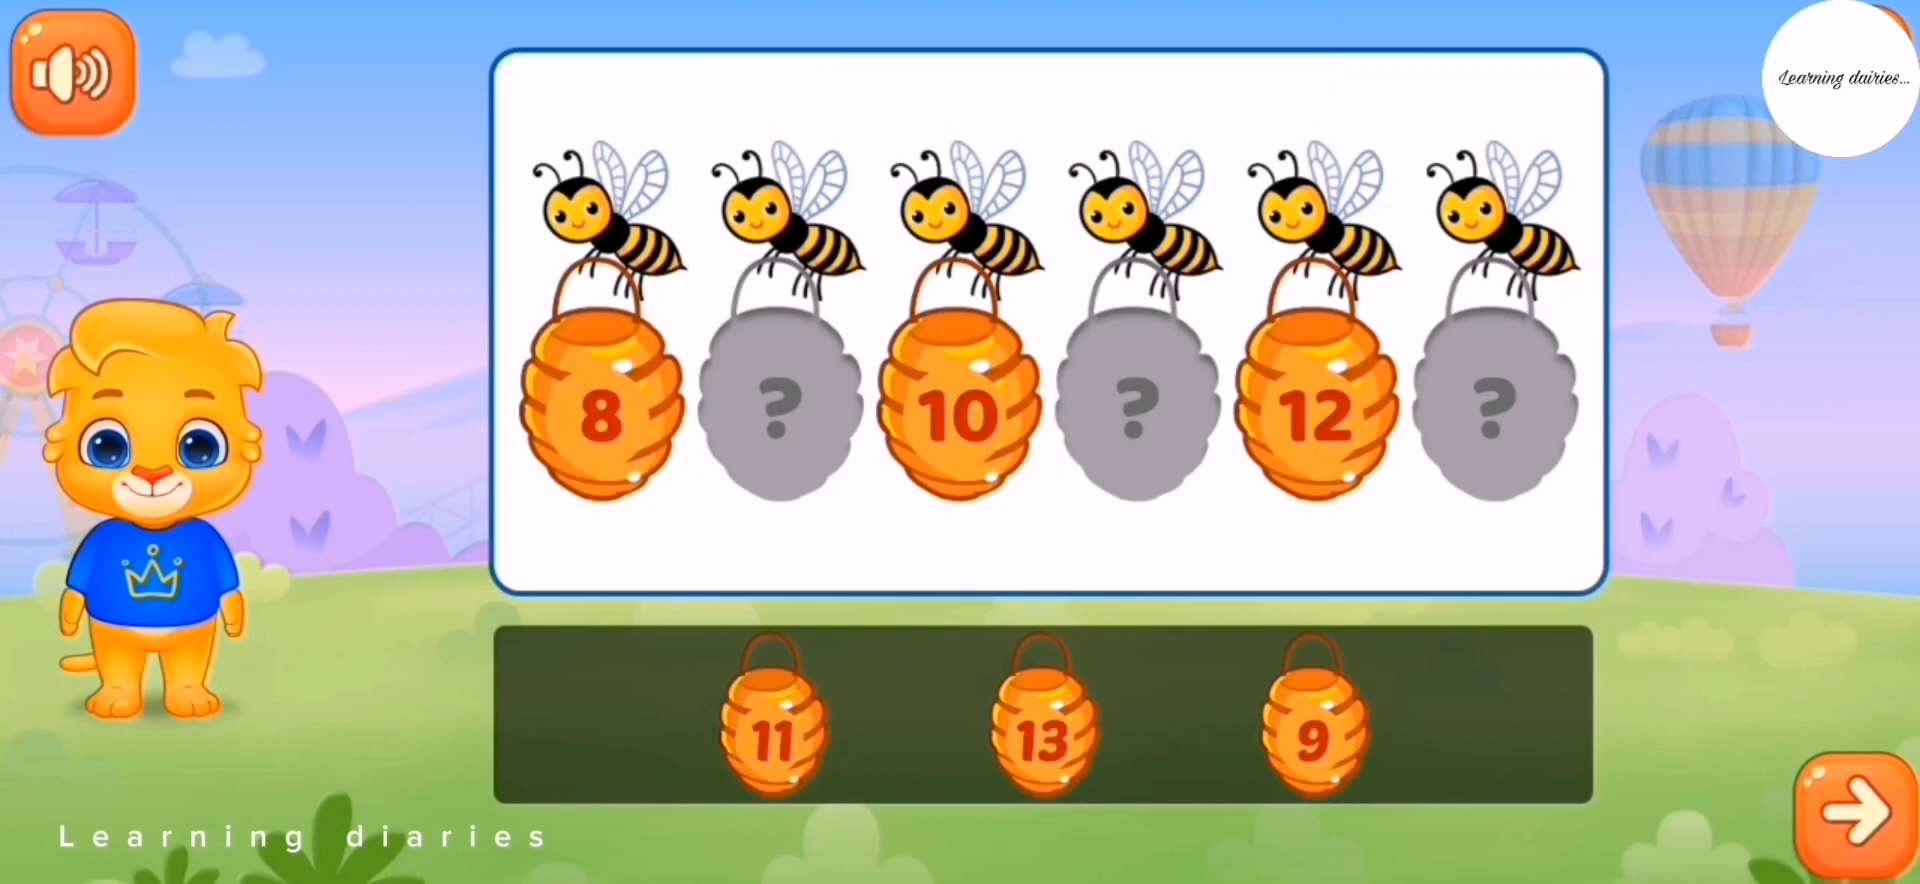 Learning dairies...
8 ? 10 ? 12 ?
11 13 9
Learning diaries